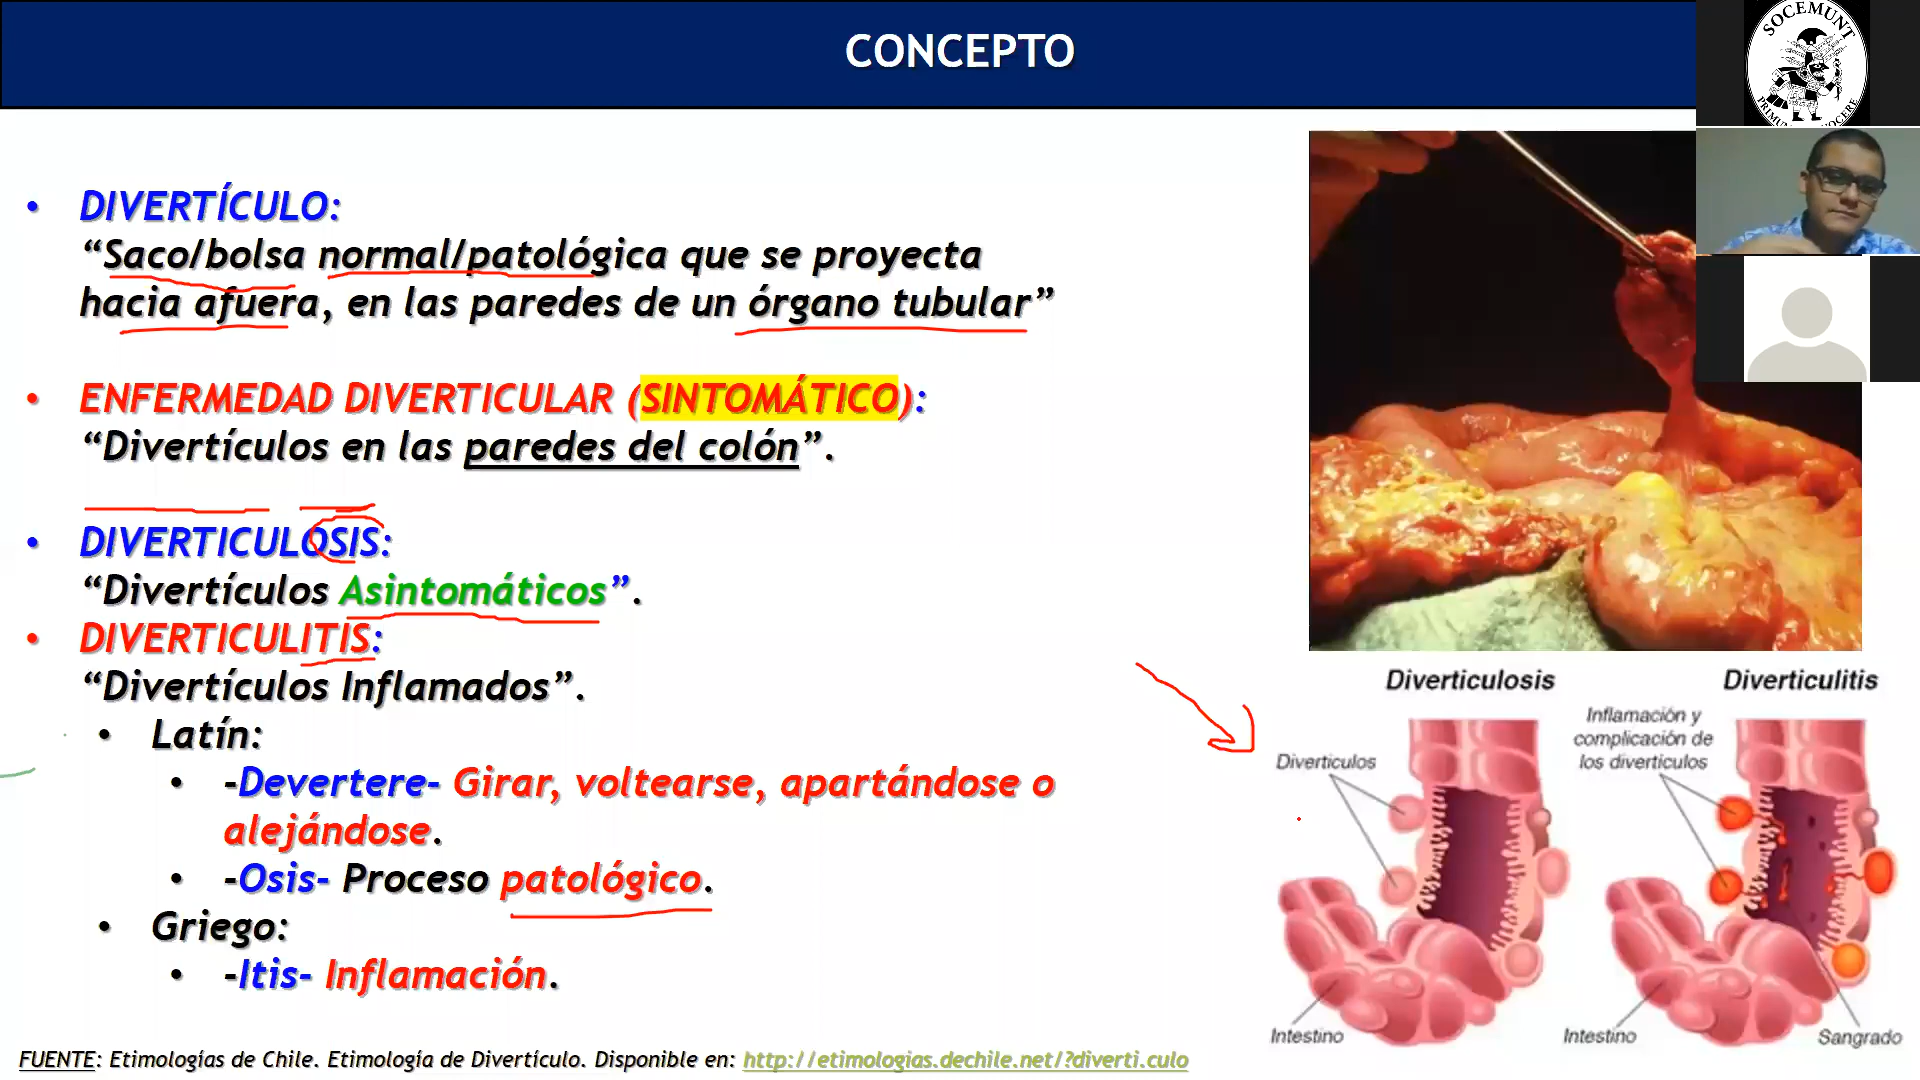 CONCEPTO
SOCEMUNT
• DIVERTÍCULO:
“Saco/bolsa normal/patológica que se proyecta
hacia afuera, en las paredes de un órgano tubular”
• ENFERMEDAD DIVERTICULAR (SINTOMÁTICO):
“Divertículos en las paredes del colón”.
• DIVERTICULOSIS:
“Divertículos Asintomáticos”.
• DIVERTICULITIS:
“Divertículos Inflamados”.
• Latín:
• -Devertere- Girar, voltearse, apartándose o
alejándose.
• -Osis- Proceso patológico.
• Griego:
• -Itis- Inflamación.
Diverticulosis
Diverticulos
Intestino
Diverticulitis
Inflamación y
complicación de
los diverticulos
Intestino
Sangrado
FUENTE: Etimologías de Chile. Etimología de Divertículo. Disponible en: http://etimologias.dechile.net/?diverti.culo